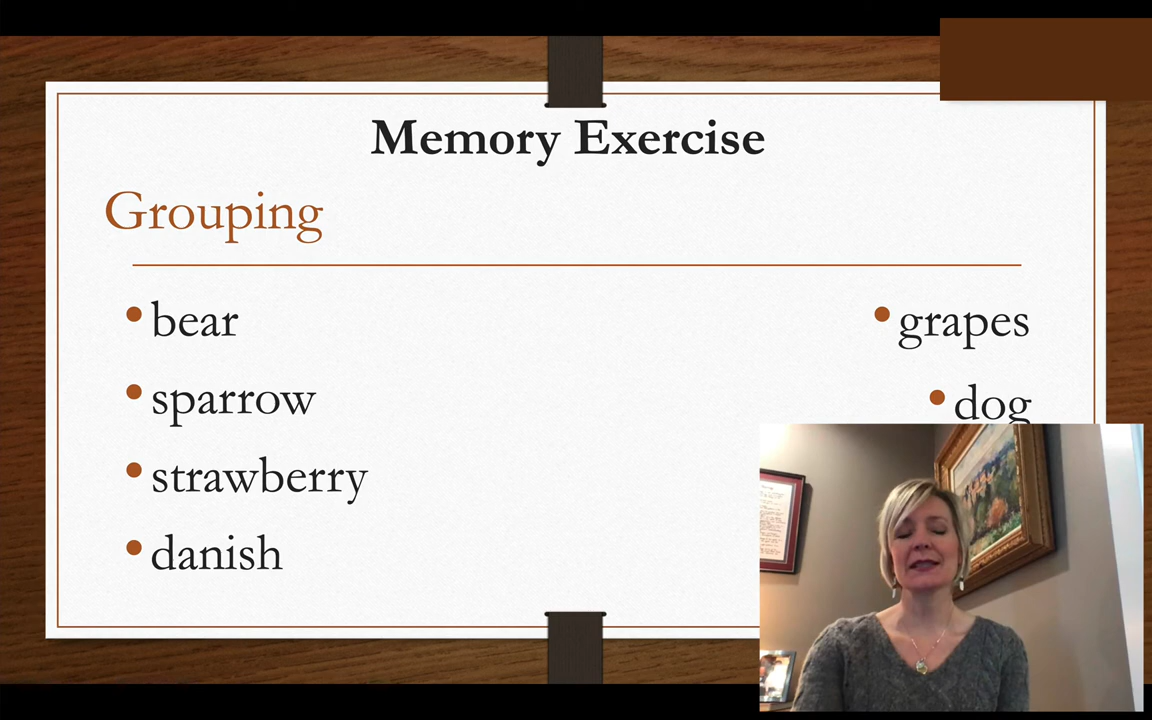 Memory Exercise
Grouping
• bear
• sparrow
• strawberry
• danish
• grapes
• dog